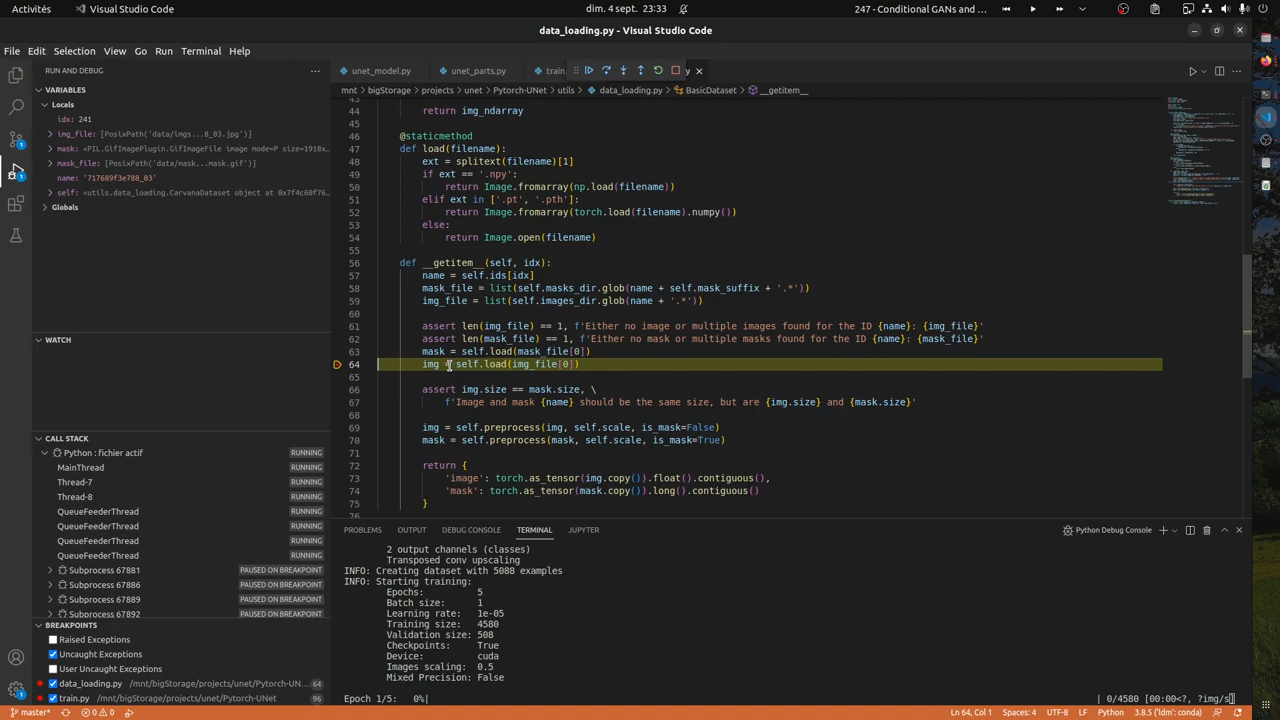 Activities
Visual Studio Code
dim. 4 sept. 23:33
247 - Conditional GANs and ...
data_loading.py - Visual Studio Code
File Edit Selection View Go Run Terminal Help
RUN AND DEBUG
VARIABLES
Locals
idx: 241
img_file: [PosixPath('data/imgs...8_03.jpg')]
mask: <PIL.GifImagePlugin.GifImageFile image mode=P size=1918x…
mask_file: [PosixPath('data/mask...mask.gif')]
name: '717689f3e788_03'
self: <utils.data_loading.CarvanaDataset object at 0x7f4c60f76…
Globals
WATCH
CALL STACK
Python : fichier actif RUNNING
MainThread RUNNING
Thread-7 RUNNING
Thread-8 RUNNING
QueueFeederThread RUNNING
QueueFeederThread RUNNING
QueueFeederThread RUNNING
QueueFeederThread RUNNING
Subprocess 67881 PAUSED ON BREAKPOINT
Subprocess 67886 PAUSED ON BREAKPOINT
Subprocess 67889 PAUSED ON BREAKPOINT
Subprocess 67892 PAUSED ON BREAKPOINT
BREAKPOINTS
Raised Exceptions
Uncaught Exceptions
User Uncaught Exceptions
data_loading.py /mnt/bigStorage/projects/unet/Pytorch-UN... 64
train.py /mnt/bigStorage/projects/unet/Pytorch-UNet 96
unet_model.py unet_parts.py train. y
mnt > bigStorage > projects > unet > Pytorch-UNet > utils > data_loading.py > BasicDataset > __getitem__
43
44 return img_ndarray
45
46 @staticmethod
47 def load(filename):
48 ext = splitext(filename)[1]
49 if ext == '.npy':
50 return Image.fromarray(np.load(filename))
51 elif ext in ['.pt', '.pth']:
52 return Image.fromarray(torch.load(filename).numpy())
53 else:
54 return Image.open(filename)
55
56 def __getitem__(self, idx):
57 name = self.ids[idx]
58 mask_file = list(self.masks_dir.glob(name + self.mask_suffix + '.*'))
59 img_file = list(self.images_dir.glob(name + '.*'))
60
61 assert len(img_file) == 1, f'Either no image or multiple images found for the ID {name}: {img_file}'
62 assert len(mask_file) == 1, f'Either no mask or multiple masks found for the ID {name}: {mask_file}'
63 mask = self.load(mask_file[0])
64 img = self.load(img_file[0])
65
66 assert img.size == mask.size, \
67 f'Image and mask {name} should be the same size, but are {img.size} and {mask.size}'
68
69 img = self.preprocess(img, self.scale, is_mask=False)
70 mask = self.preprocess(mask, self.scale, is_mask=True)
71
72 return {
73 'image': torch.as_tensor(img.copy()).float().contiguous(),
74 'mask': torch.as_tensor(mask.copy()).long().contiguous()
75 }
76
PROBLEMS OUTPUT DEBUG CONSOLE TERMINAL JUPYTER
Python Debug Console
2 output channels (classes)
Transposed conv upscaling
INFO: Creating dataset with 5088 examples
INFO: Starting training:
Epochs: 5
Batch size: 1
Learning rate: 1e-05
Training size: 4580
Validation size: 508
Checkpoints: True
Device: cuda
Images scaling: 0.5
Mixed Precision: False
Epoch 1/5: 0%| | 0/4580 [00:00<?, ?img/s]
master* 0 0 Ln 64, Col 1 Spaces: 4 UTF-8 LF Python 3.8.5 ('ldm': conda)